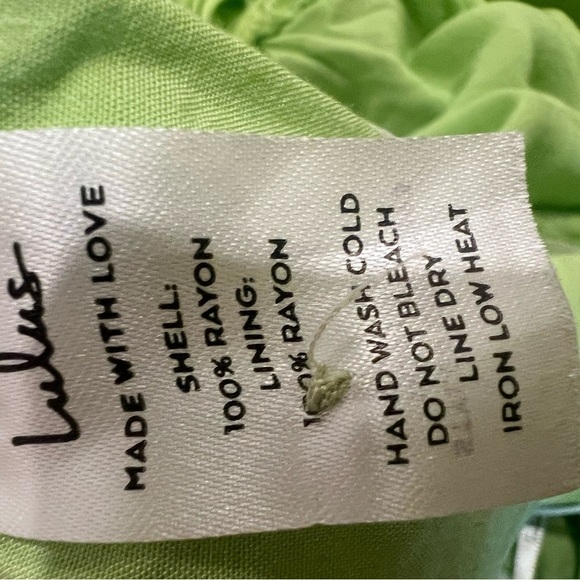 Lulus
MADE WITH LOVE
SHELL:
100% RAYON
LINING:
100% RAYON
HAND WASH COLD
DO NOT BLEACH
LINE DRY
IRON LOW HEAT